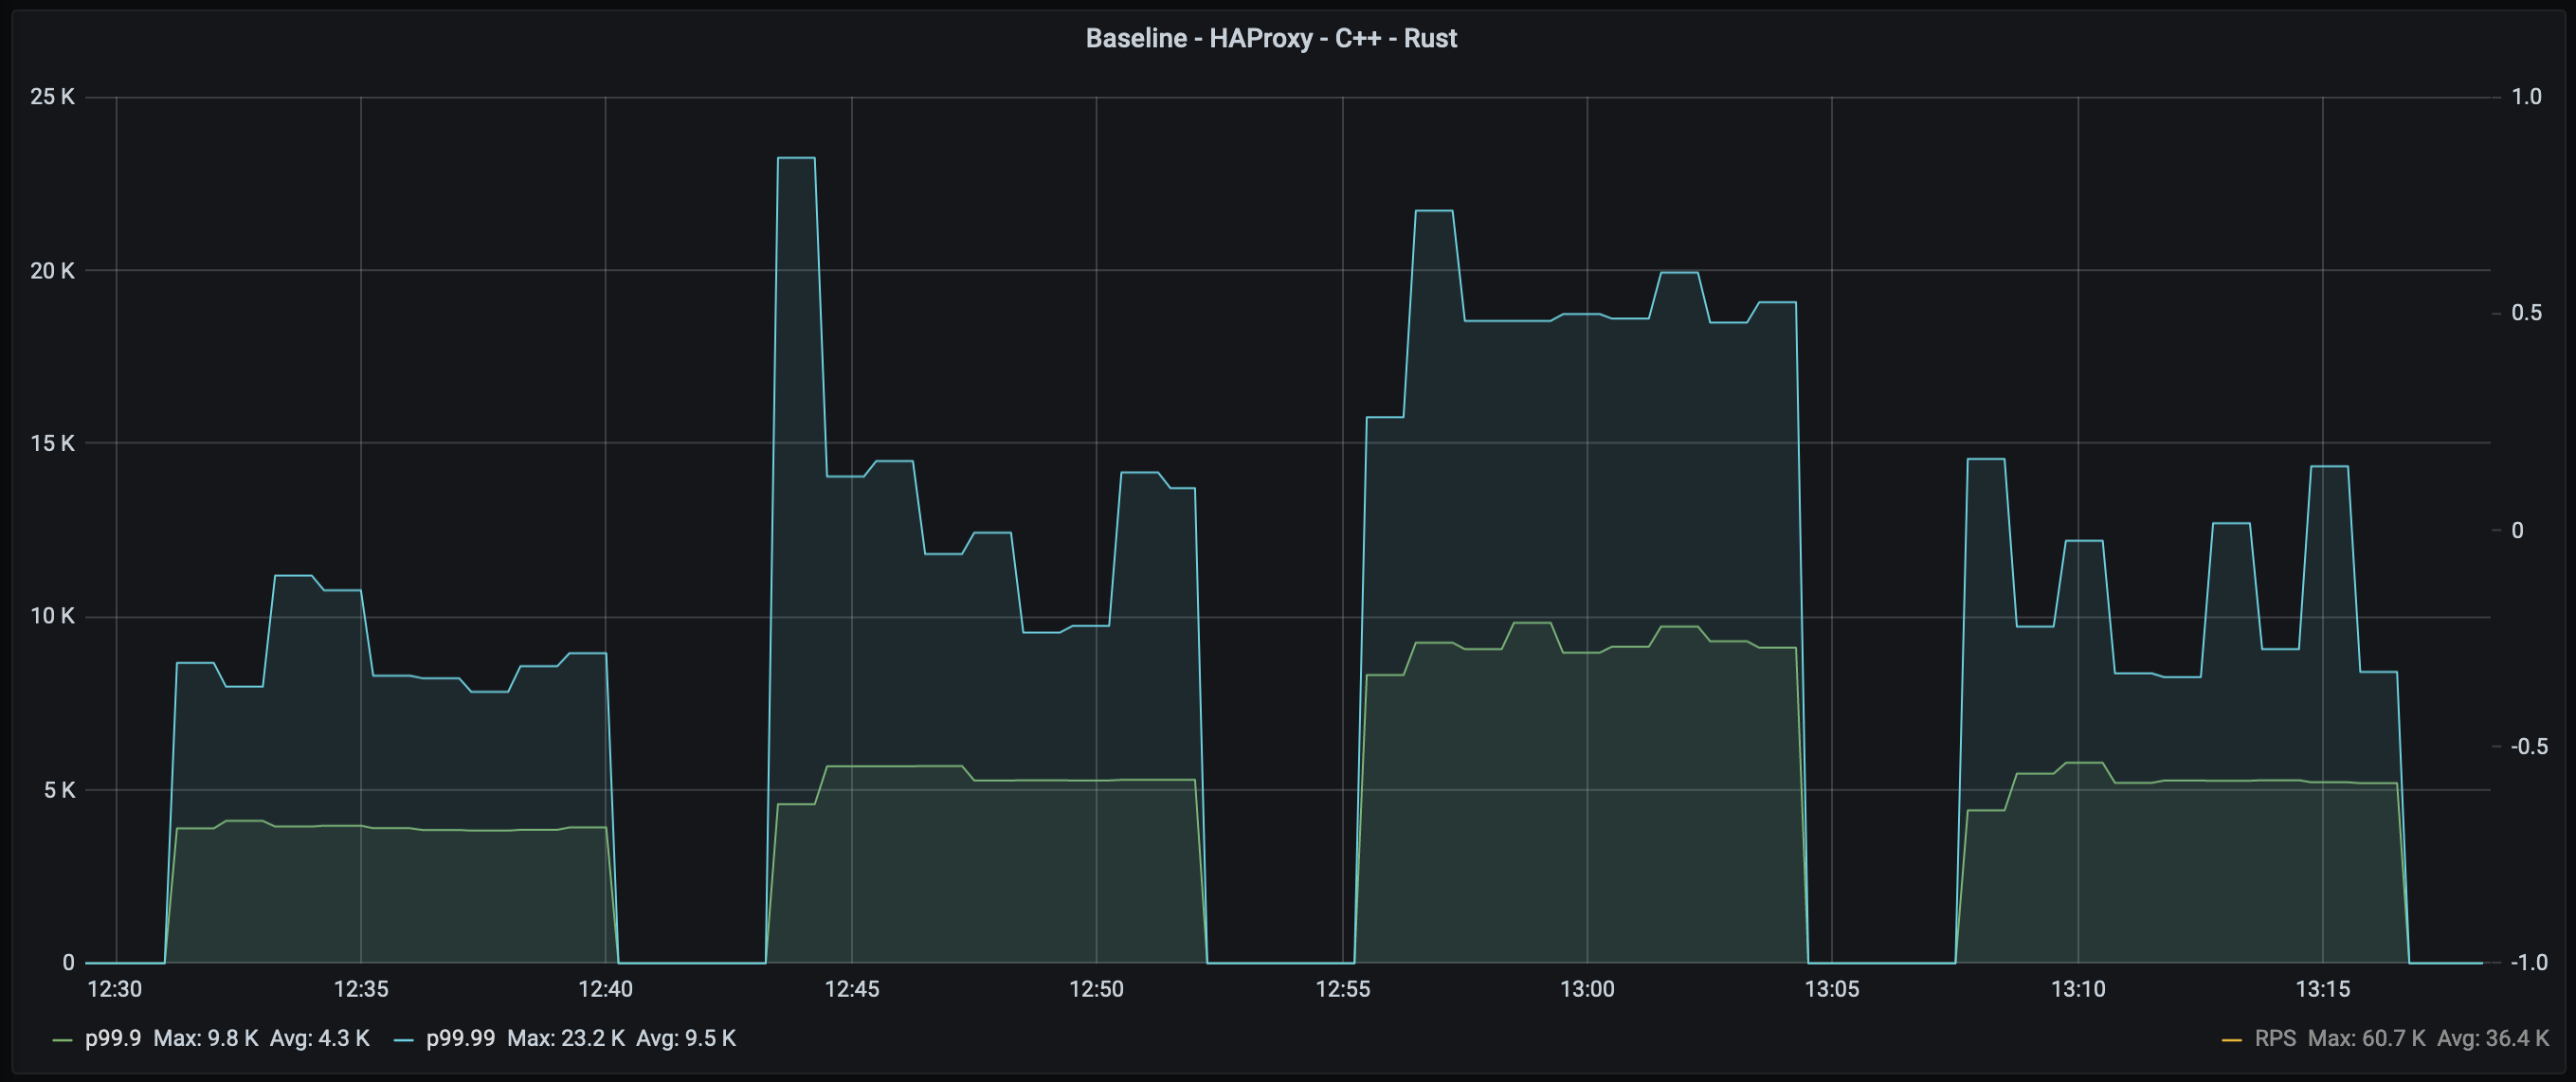 Baseline - HAProxy - C++ - Rust
25 K
1.0
20 K
0.5
15 K
0
10 K
-0.5
5 K
0
-1.0
12:30 12:35 12:40 12:45 12:50 12:55 13:00 13:05 13:10 13:15
p99.9 Max: 9.8 K Avg: 4.3 K p99.99 Max: 23.2 K Avg: 9.5 K RPS Max: 60.7 K Avg: 36.4 K